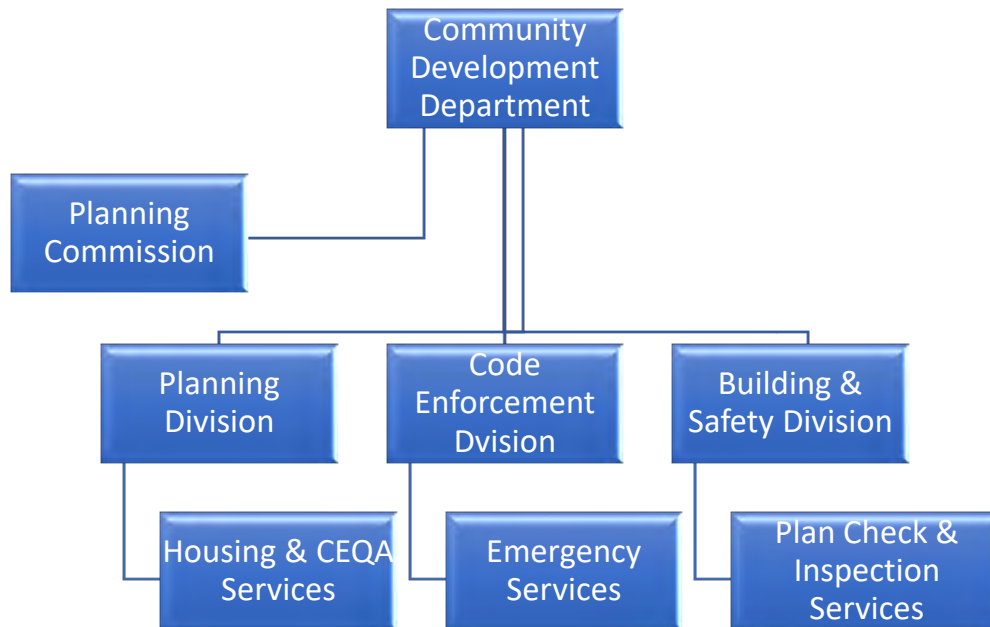 Community
Development
Department
Planning
Commission
Planning
Division
Code
Enforcement
Dvision
Building &
Safety Division
Housing & CEQA
Services
Emergency
Services
Plan Check &
Inspection
Services